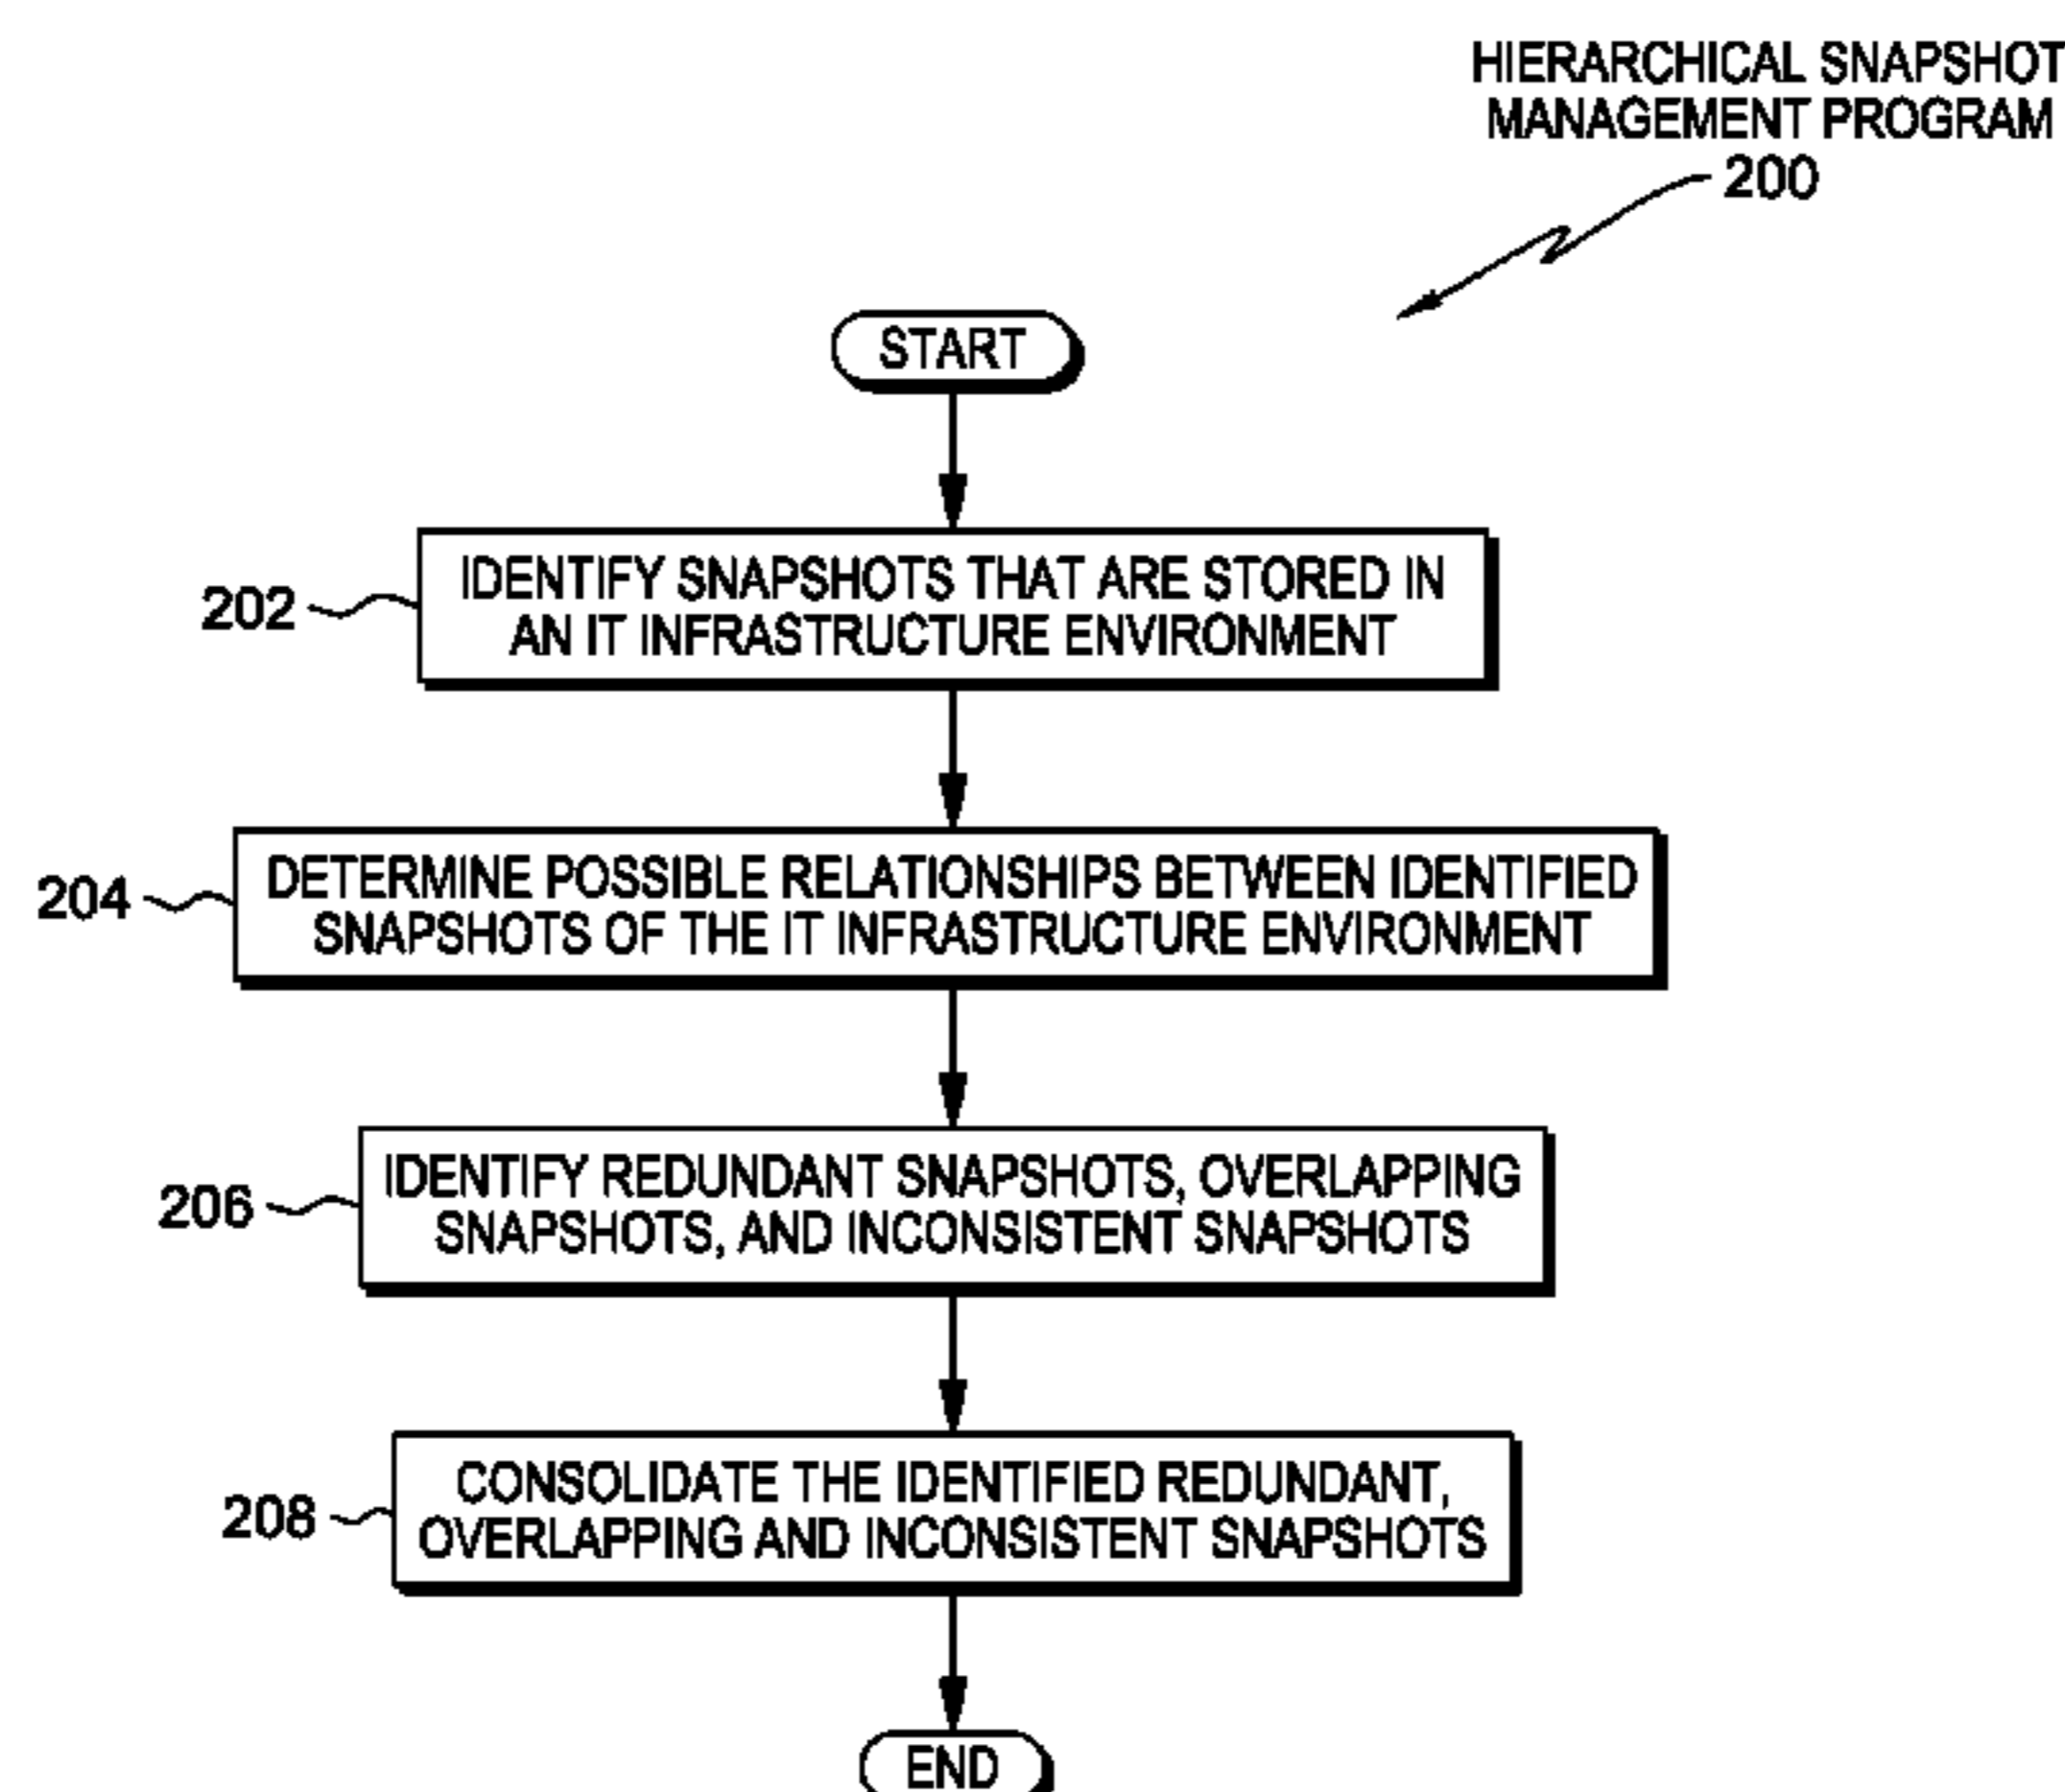 HIERARCHICAL SNAPSHOT
MANAGEMENT PROGRAM
200
START
202
IDENTIFY SNAPSHOTS THAT ARE STORED IN
AN IT INFRASTRUCTURE ENVIRONMENT
204
DETERMINE POSSIBLE RELATIONSHIPS BETWEEN IDENTIFIED
SNAPSHOTS OF THE IT INFRASTRUCTURE ENVIRONMENT
206
IDENTIFY REDUNDANT SNAPSHOTS, OVERLAPPING
SNAPSHOTS, AND INCONSISTENT SNAPSHOTS
208
CONSOLIDATE THE IDENTIFIED REDUNDANT,
OVERLAPPING AND INCONSISTENT SNAPSHOTS
END